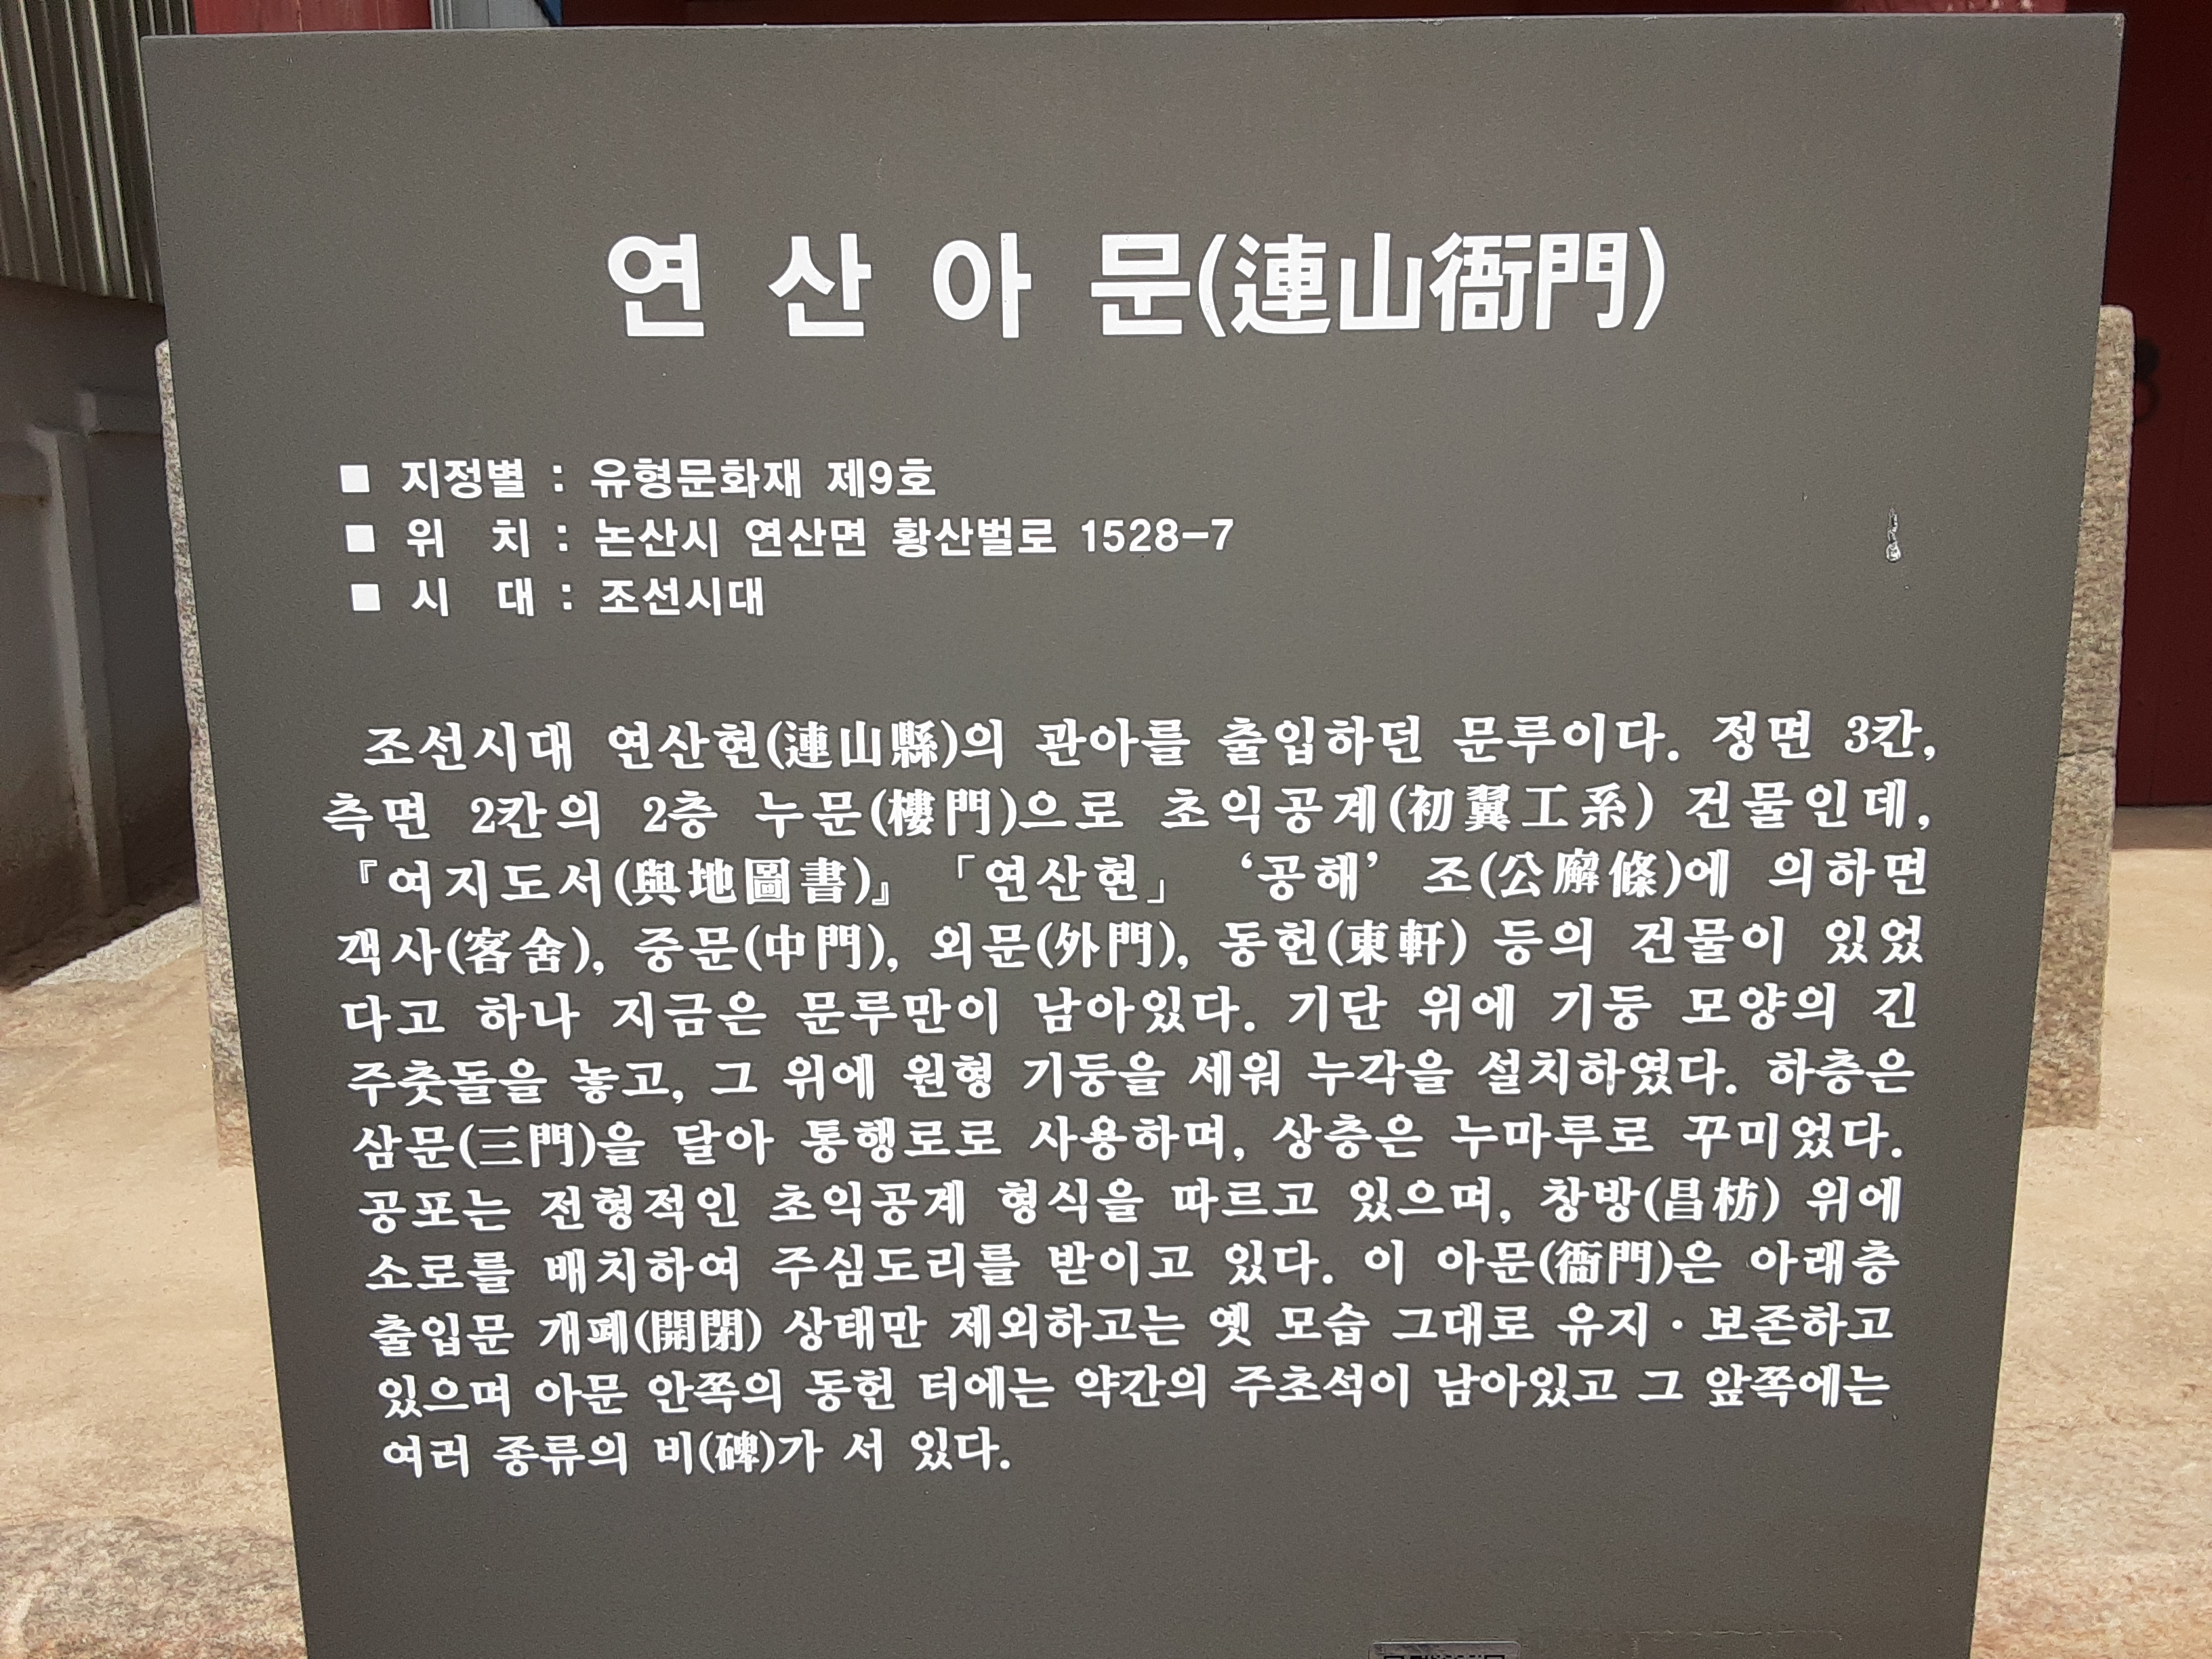 연 산 아 문(連山衙門)
■ 지정별 : 유형문화재 제9호
■ 위 치 : 논산시 연산면 황산벌로 1528-7
■ 시 대 : 조선시대
조선시대 연산현(連山縣)의 관아를 출입하던 문루이다. 정면 3칸,
측면 2칸의 2층 누문(樓門)으로 초익공계(初翼工系) 건물인데,
『여지도서(與地圖書)』 「연산현」 ‘공해’ 조(公廨條)에 의하면
객사(客舍), 중문(中門), 외문(外門), 동헌(東軒) 등의 건물이 있었
다고 하나 지금은 문루만이 남아있다. 기단 위에 기둥 모양의 긴
주춧돌을 놓고, 그 위에 원형 기둥을 세워 누각을 설치하였다. 하층은
삼문(三門)을 달아 통행로로 사용하며, 상층은 누마루로 꾸미었다.
공포는 전형적인 초익공계 형식을 따르고 있으며, 창방(昌枋) 위에
소로를 배치하여 주심도리를 받이고 있다. 이 아문(衙門)은 아래층
출입문 개폐(開閉) 상태만 제외하고는 옛 모습 그대로 유지·보존하고
있으며 아문 안쪽의 동헌 터에는 약간의 주초석이 남아있고 그 앞쪽에는
여러 종류의 비(碑)가 서 있다.